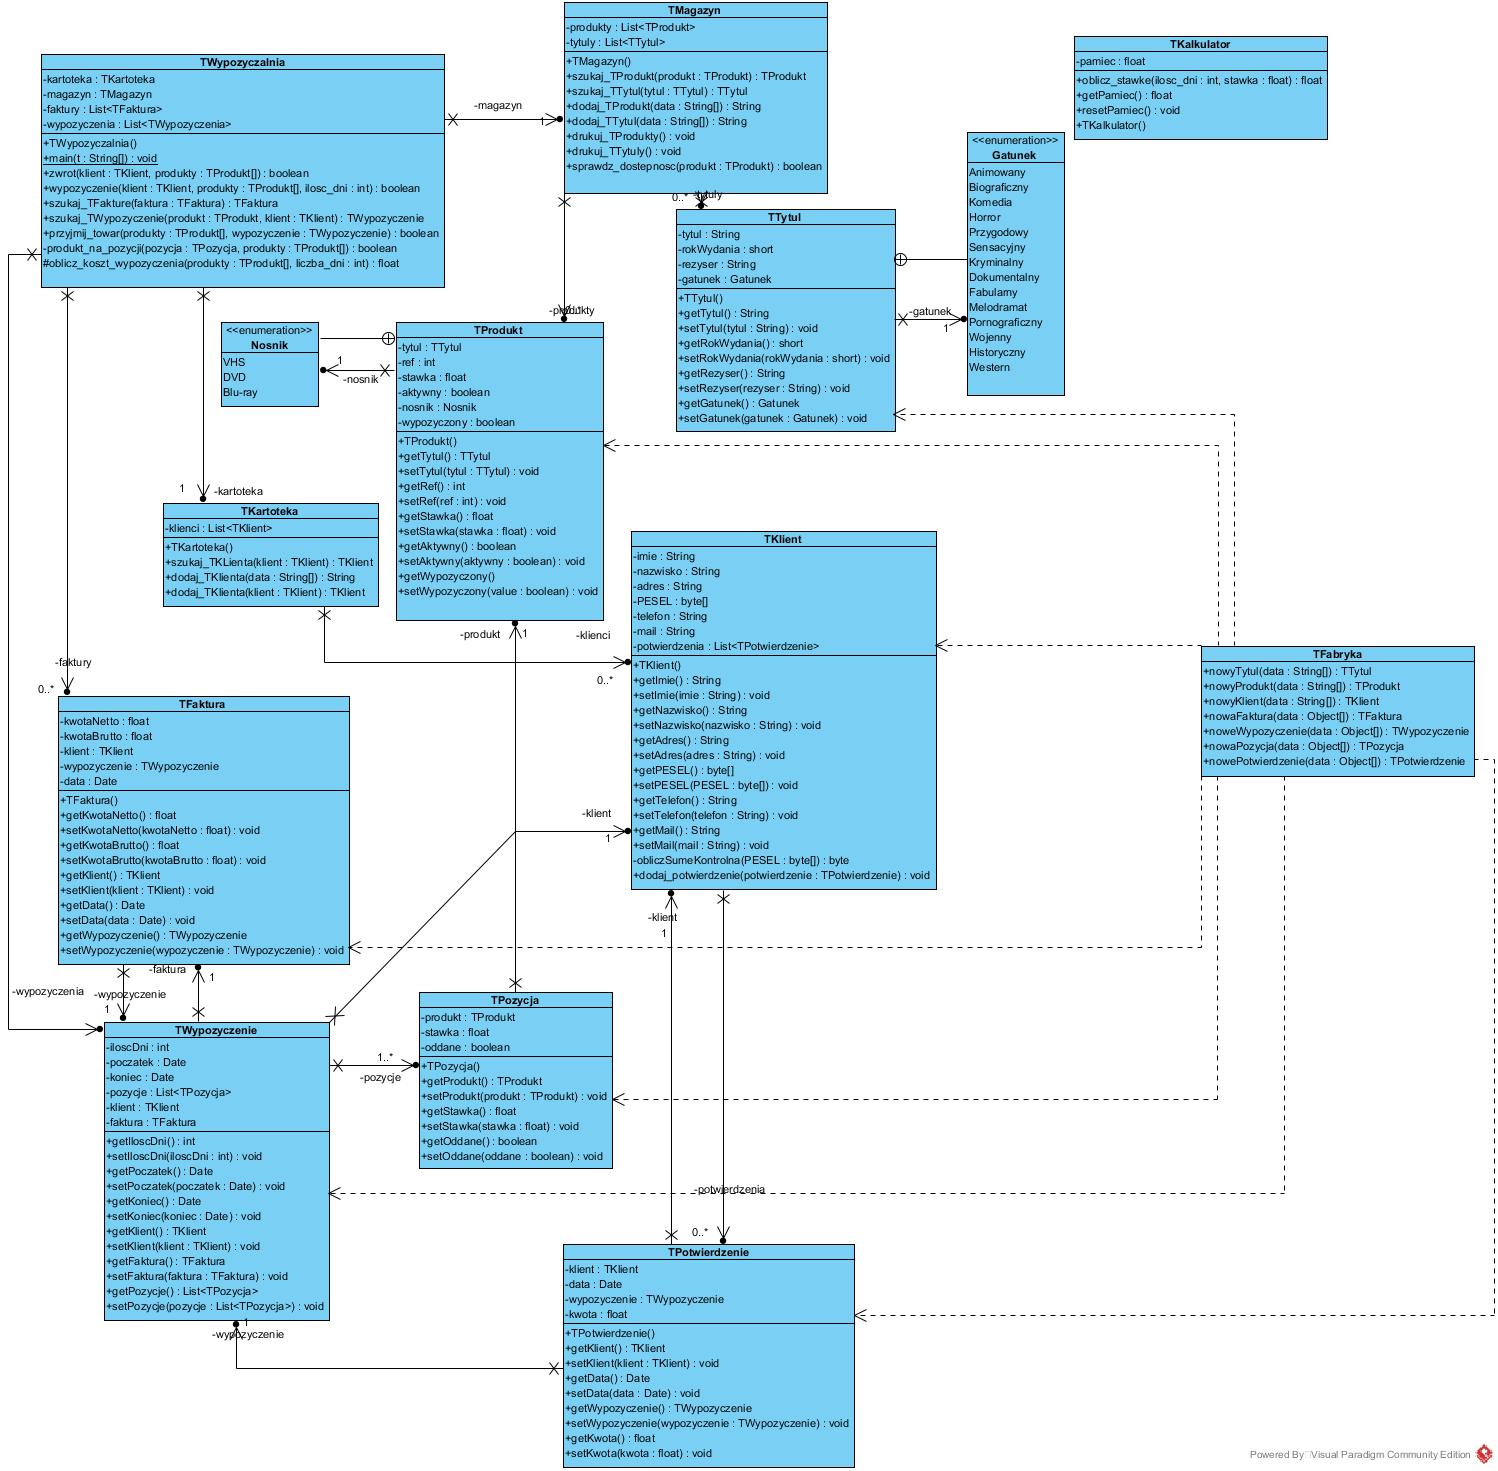 TWypozyczalnia
-kartoteka : TKartoteka
-magazyn : TMagazyn
-faktury : List<TFaktura>
-wypozyczenia : List<TWypozyczenia>
+TWypozyczalnia()
+main(t : String[]) : void
+zwrot(klient : TKlient, produkty : TProdukt[]) : boolean
+wypozyczenie(klient : TKlient, produkty : TProdukt[], ilosc_dni : int) : boolean
+szukaj_TFakture(faktura : TFaktura) : TFaktura
+szukaj_TWypozyczenie(produkt : TProdukt, klient : TKlient) : TWypozyczenie
+przyjmij_towar(produkty : TProdukt[], wypozyczenie : TWypozyczenie) : boolean
-produkt_na_pozycji(pozycja : TPozycja, produkty : TProdukt[]) : boolean
#oblicz_koszt_wypozyczenia(produkty : TProdukt[], liczba_dni : int) : float
-magazyn
1
TMagazyn
-produkty : List<TProdukt>
-tytuly : List<TTytul>
+TMagazyn()
+szukaj_TProdukt(produkt : TProdukt) : TProdukt
+szukaj_TTytul(tytul : TTytul) : TTytul
+dodaj_TProdukt(data : String[]) : String
+dodaj_TTytul(data : String[]) : String
+drukuj_TProdukty() : void
+drukuj_TTytuly() : void
+sprawdz_dostepnosc(produkt : TProdukt) : boolean
TKalkulator
-pamiec : float
+oblicz_stawke(ilosc_dni : int, stawka : float) : float
+getPamiec() : float
+resetPamiec() : void
+TKalkulator()
<<enumeration>>
Gatunek
Animowany
Biograficzny
Komedia
Horror
Przygodowy
Sensacyjny
Kryminalny
Dokumentalny
Fabularny
Melodramat
Pornograficzny
Wojenny
Historyczny
Western
0..*
-tytuly
TTytul
-tytul : String
-rokWydania : short
-rezyser : String
-gatunek : Gatunek
+TTytul()
+getTytul() : String
+setTytul(tytul : String) : void
+getRokWydania() : short
+setRokWydania(rokWydania : short) : void
+getRezyser() : String
+setRezyser(rezyser : String) : void
+getGatunek() : Gatunek
+setGatunek(gatunek : Gatunek) : void
-gatunek
1
-produkty
<<enumeration>>
Nosnik
VHS
DVD
Blu-ray
1
-nosnik
TProdukt
-tytul : TTytul
-ref : int
-stawka : float
-aktywny : boolean
-nosnik : Nosnik
-wypozyczony : boolean
+TProdukt()
+getTytul() : TTytul
+setTytul(tytul : TTytul) : void
+getRef() : int
+setRef(ref : int) : void
+getStawka() : float
+setStawka(stawka : float) : void
+getAktywny() : boolean
+setAktywny(aktywny : boolean) : void
+getWypozyczony()
+setWypozyczony(value : boolean) : void
1
-kartoteka
TKartoteka
-klienci : List<TKlient>
+TKartoteka()
+szukaj_TKLienta(klient : TKlient) : TKlient
+dodaj_TKlienta(data : String[]) : String
+dodaj_TKlienta(klient : TKlient) : TKlient
-produkt
1
-klienci
0..*
TKlient
-imie : String
-nazwisko : String
-adres : String
-PESEL : byte[]
-telefon : String
-mail : String
-potwierdzenia : List<TPotwierdzenie>
+TKlient()
+getImie() : String
+setImie(imie : String) : void
+getNazwisko() : String
+setNazwisko(nazwisko : String) : void
+getAdres() : String
+setAdres(adres : String) : void
+getPESEL() : byte[]
+setPESEL(PESEL : byte[]) : void
+getTelefon() : String
+setTelefon(telefon : String) : void
+getMail() : String
+setMail(mail : String) : void
-obliczSumeKontrolna(PESEL : byte[]) : byte
+dodaj_potwierdzenie(potwierdzenie : TPotwierdzenie) : void
TFabryka
+nowyTytul(data : String[]) : TTytul
+nowyProdukt(data : String[]) : TProdukt
+nowyKlient(data : String[]) : TKlient
+nowaFaktura(data : Object[]) : TFaktura
+noweWypozyczenie(data : Object[]) : TWypozyczenie
+nowaPozycja(data : Object[]) : TPozycja
+nowePotwierdzenie(data : Object[]) : TPotwierdzenie
-faktury
0..*
TFaktura
-kwotaNetto : float
-kwotaBrutto : float
-klient : TKlient
-wypozyczenie : TWypozyczenie
-data : Date
+TFaktura()
+getKwotaNetto() : float
+setKwotaNetto(kwotaNetto : float) : void
+getKwotaBrutto() : float
+setKwotaBrutto(kwotaBrutto : float) : void
+getKlient() : TKlient
+setKlient(klient : TKlient) : void
+getData() : Date
+setData(data : Date) : void
+getWypozyczenie() : TWypozyczenie
+setWypozyczenie(wypozyczenie : TWypozyczenie) : void
-klient
1
-klient
1
-faktura
1
-wypozyczenia
-wypozyczenie
1
TWypozyczenie
-iloscDni : int
-poczatek : Date
-koniec : Date
-pozycje : List<TPozycja>
-klient : TKlient
-faktura : TFaktura
+getIloscDni() : int
+setIloscDni(iloscDni : int) : void
+getPoczatek() : Date
+setPoczatek(poczatek : Date) : void
+getKoniec() : Date
+setKoniec(koniec : Date) : void
+getKlient() : TKlient
+setKlient(klient : TKlient) : void
+getFaktura() : TFaktura
+setFaktura(faktura : TFaktura) : void
+getPozycje() : List<TPozycja>
+setPozycje(pozycje : List<TPozycja>) : void
1..*
-pozycje
TPozycja
-produkt : TProdukt
-stawka : float
-oddane : boolean
+TPozycja()
+getProdukt() : TProdukt
+setProdukt(produkt : TProdukt) : void
+getStawka() : float
+setStawka(stawka : float) : void
+getOddane() : boolean
+setOddane(oddane : boolean) : void
-potwierdzenia
0..*
1
-wypozyczenie
TPotwierdzenie
-klient : TKlient
-data : Date
-wypozyczenie : TWypozyczenie
-kwota : float
+TPotwierdzenie()
+getKlient() : TKlient
+setKlient(klient : TKlient) : void
+getData() : Date
+setData(data : Date) : void
+getWypozyczenie() : TWypozyczenie
+setWypozyczenie(wypozyczenie : TWypozyczenie) : void
+getKwota() : float
+setKwota(kwota : float) : void
Powered By Visual Paradigm Community Edition